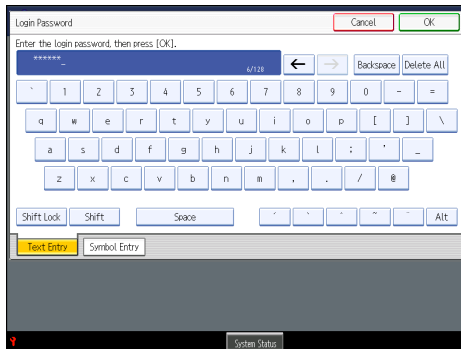 Login Password Cancel OK
Enter the login password, then press [OK].
******_ 6/128 ← → Backspace Delete All
` 1 2 3 4 5 6 7 8 9 0 - =
q w e r t y u i o p [ ] \
a s d f g h j k l ; ' _
z x c v b n m , . / @
Shift Lock Shift Space ´ ` ^ ~ ¨ Alt
Text Entry Symbol Entry
System Status